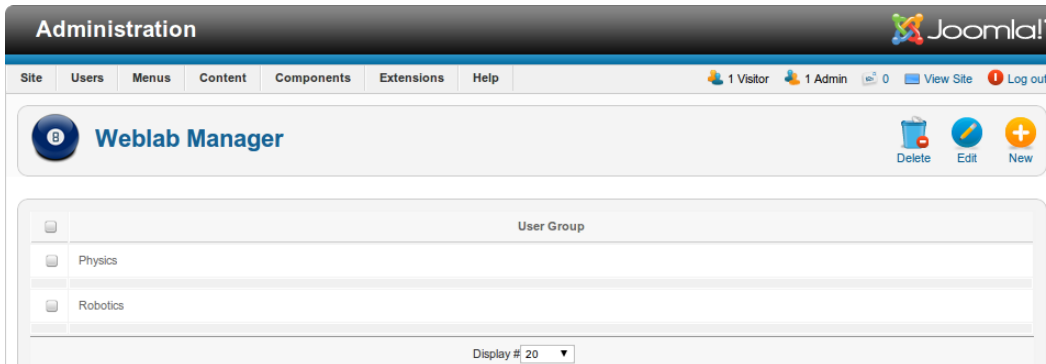 Administration
Joomla!
Site Users Menus Content Components Extensions Help 1 Visitor 1 Admin 0 View Site Log out
8 Weblab Manager
Delete Edit New
User Group
Physics
Robotics
Display # 20